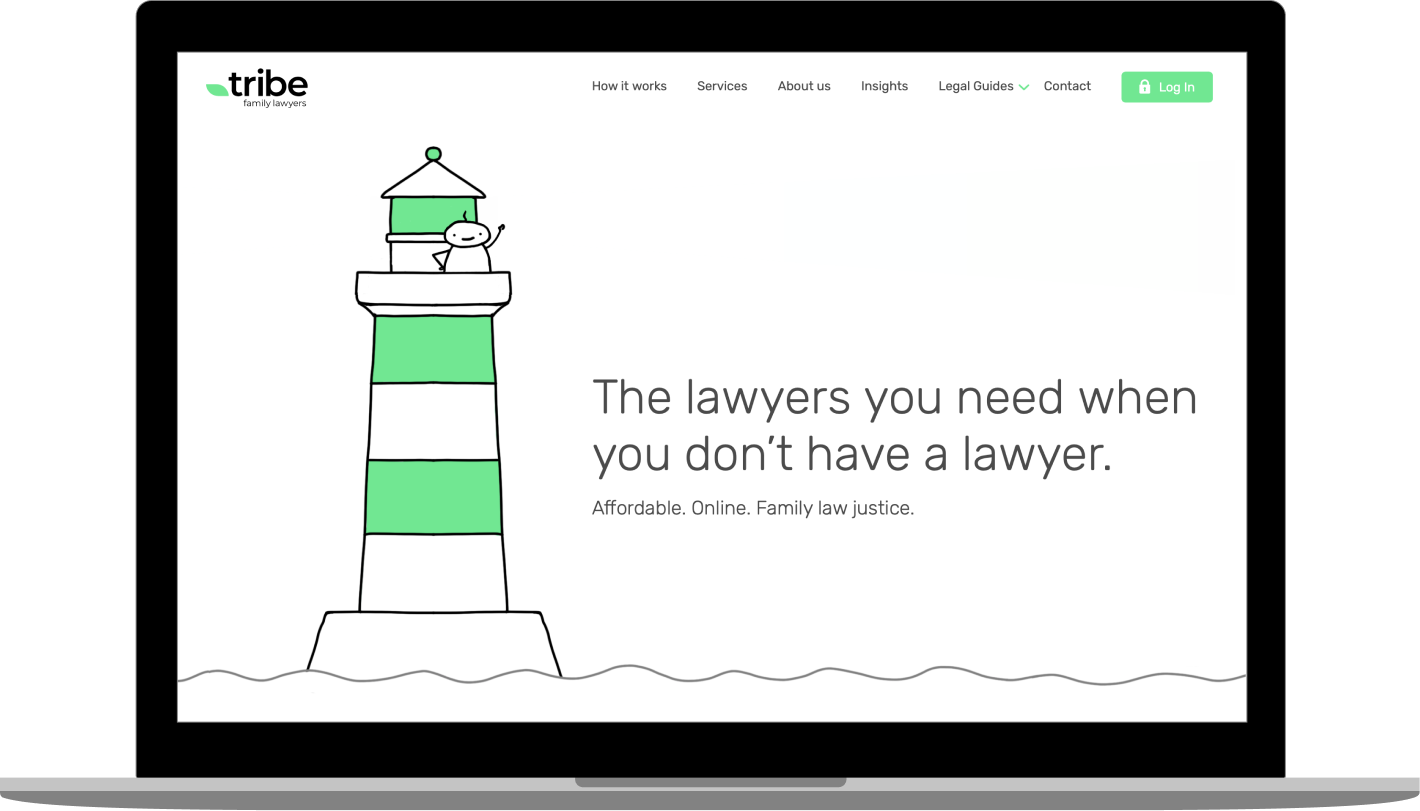 tribe
family lawyers
How it works Services About us Insights Legal Guides Contact Log In
The lawyers you need when
you don’t have a lawyer.
Affordable. Online. Family law justice.